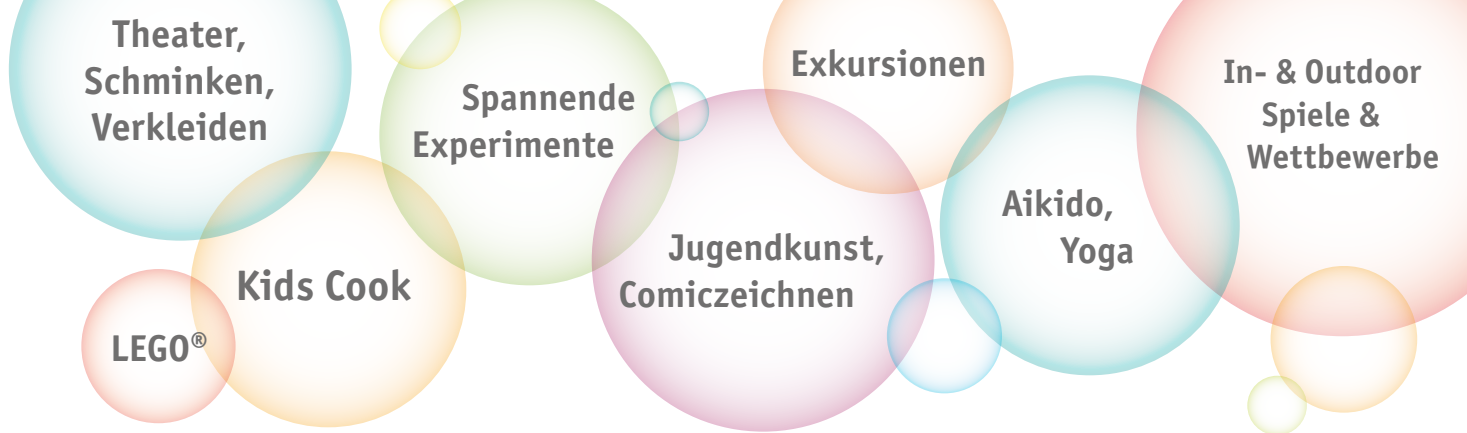 Theater,
Schminken,
Verkleiden
Spannende
Experimente
Exkursionen
In- & Outdoor
Spiele &
Wettbewerbe
Aikido,
Yoga
Jugendkunst,
Comiczeichnen
Kids Cook
LEGO®